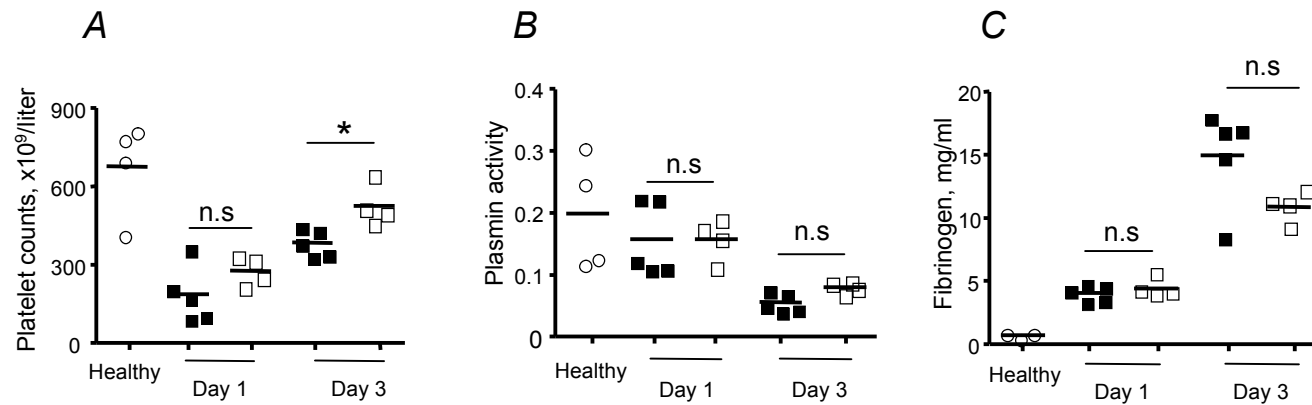 A
Platelet counts, x10⁹/liter
900
600
300
0
n.s
*
Healthy
Day 1
Day 3
B
Plasmin activity
0.4
0.3
0.2
0.1
0
n.s
n.s
Healthy
Day 1
Day 3
C
Fibrinogen, mg/ml
20
15
10
5
0
n.s
n.s
Healthy
Day 1
Day 3